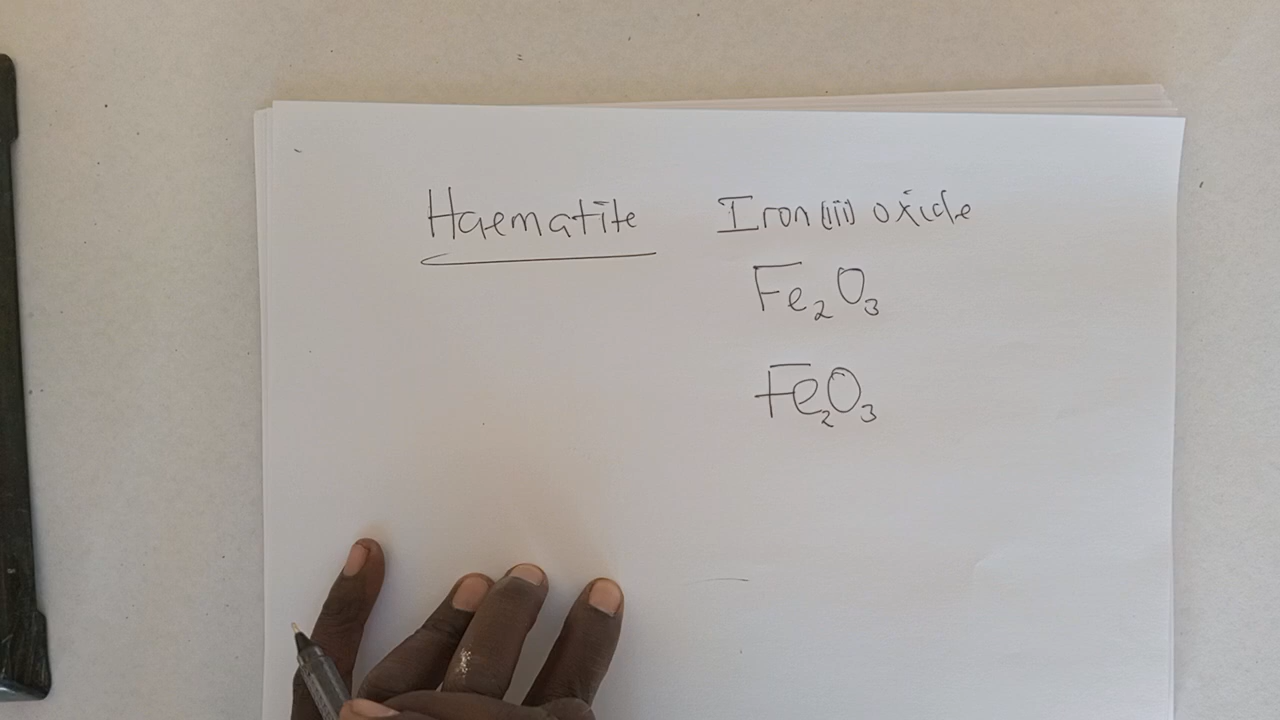 Haematite Iron (iii) oxide
Fe₂O₃
Fe₂O₃